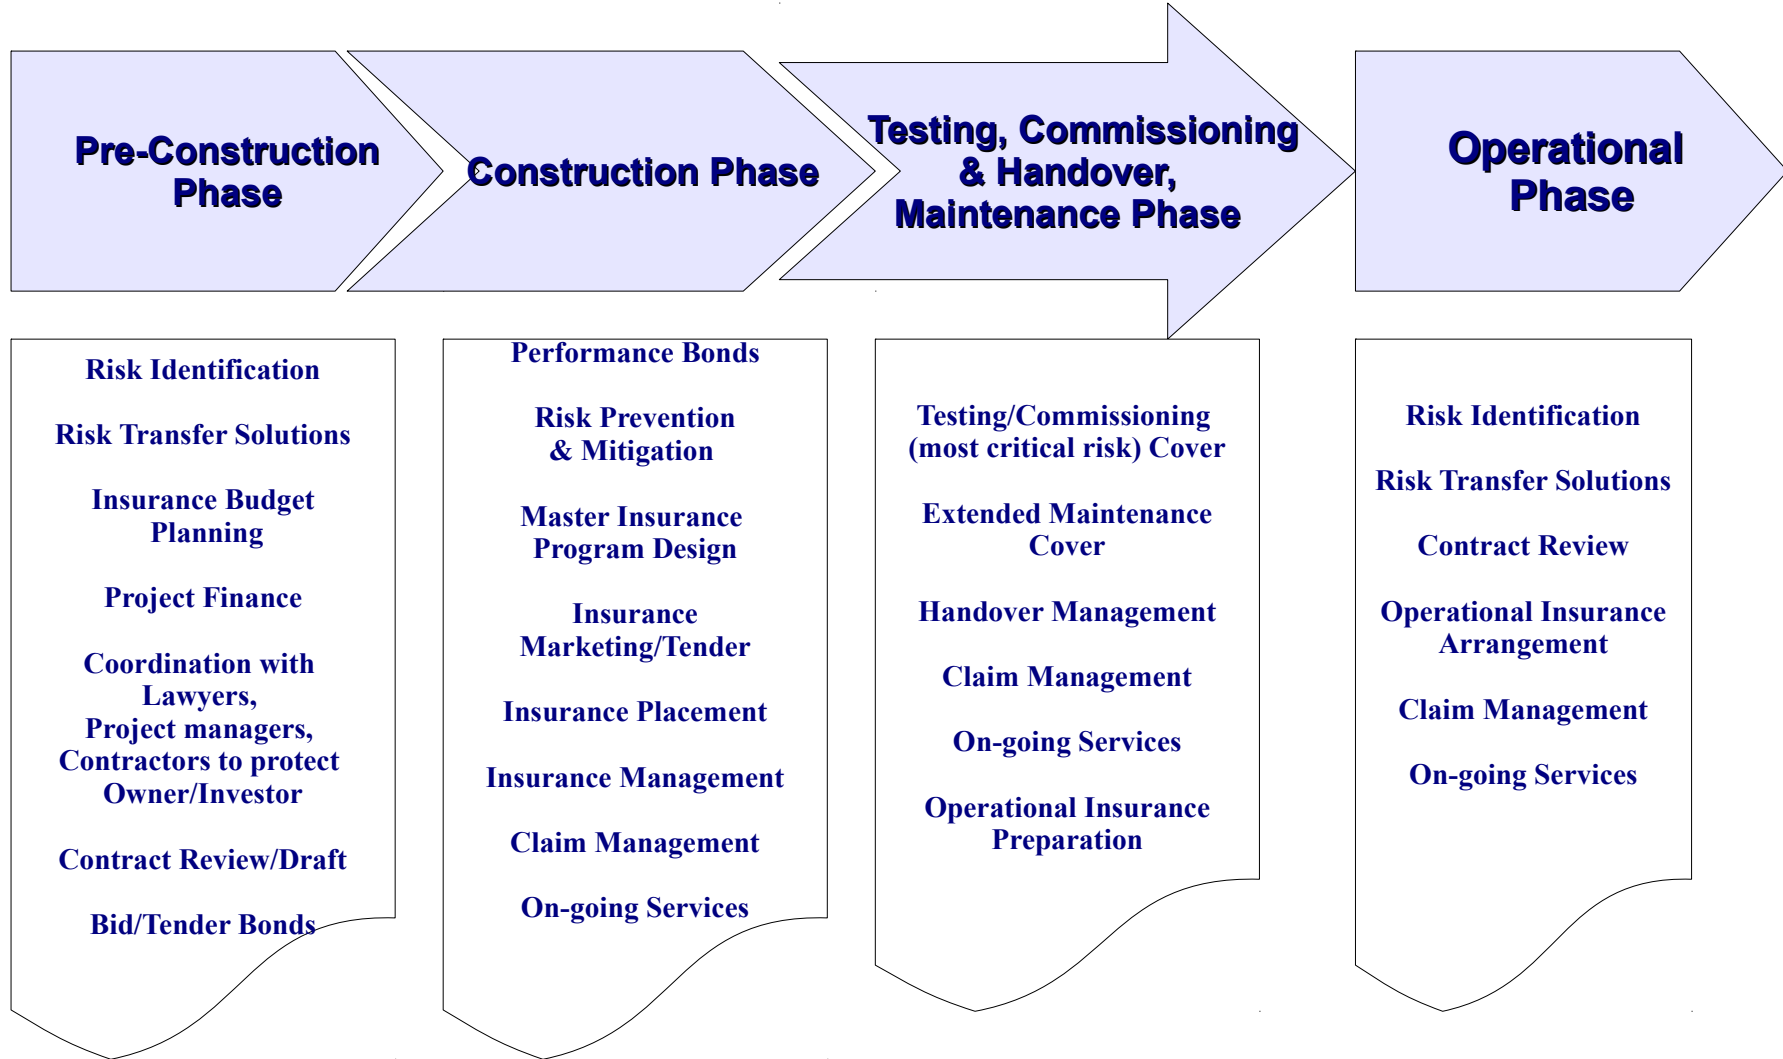 Pre-Construction
Phase
Construction Phase
Testing, Commissioning
& Handover,
Maintenance Phase
Operational
Phase
Risk Identification
Risk Transfer Solutions
Insurance Budget
Planning
Project Finance
Coordination with
Lawyers,
Project managers,
Contractors to protect
Owner/Investor
Contract Review/Draft
Bid/Tender Bonds
Performance Bonds
Risk Prevention
& Mitigation
Master Insurance
Program Design
Insurance
Marketing/Tender
Insurance Placement
Insurance Management
Claim Management
On-going Services
Testing/Commissioning
(most critical risk) Cover
Extended Maintenance
Cover
Handover Management
Claim Management
On-going Services
Operational Insurance
Preparation
Risk Identification
Risk Transfer Solutions
Contract Review
Operational Insurance
Arrangement
Claim Management
On-going Services